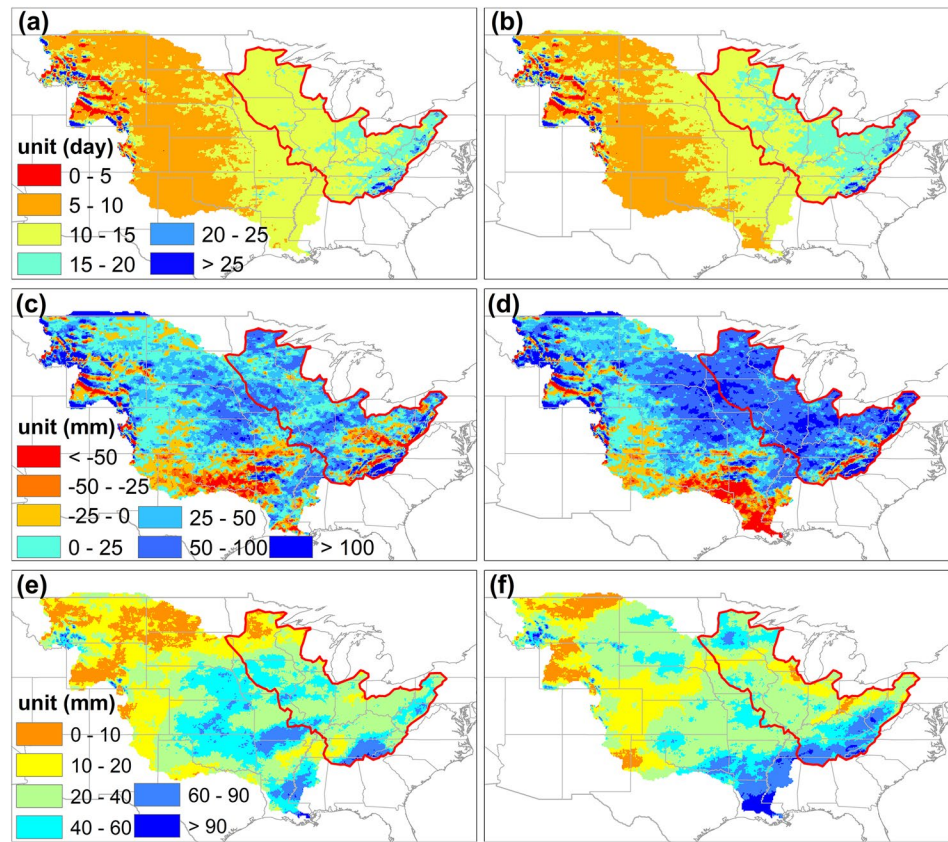 (a)
(b)
unit (day)
0 - 5
5 - 10
10 - 15 20 - 25
15 - 20 > 25
(c)
(d)
unit (mm)
< -50
-50 - -25
-25 - 0 25 - 50
0 - 25 50 - 100 > 100
(e)
(f)
unit (mm)
0 - 10
10 - 20
20 - 40 60 - 90
40 - 60 > 90